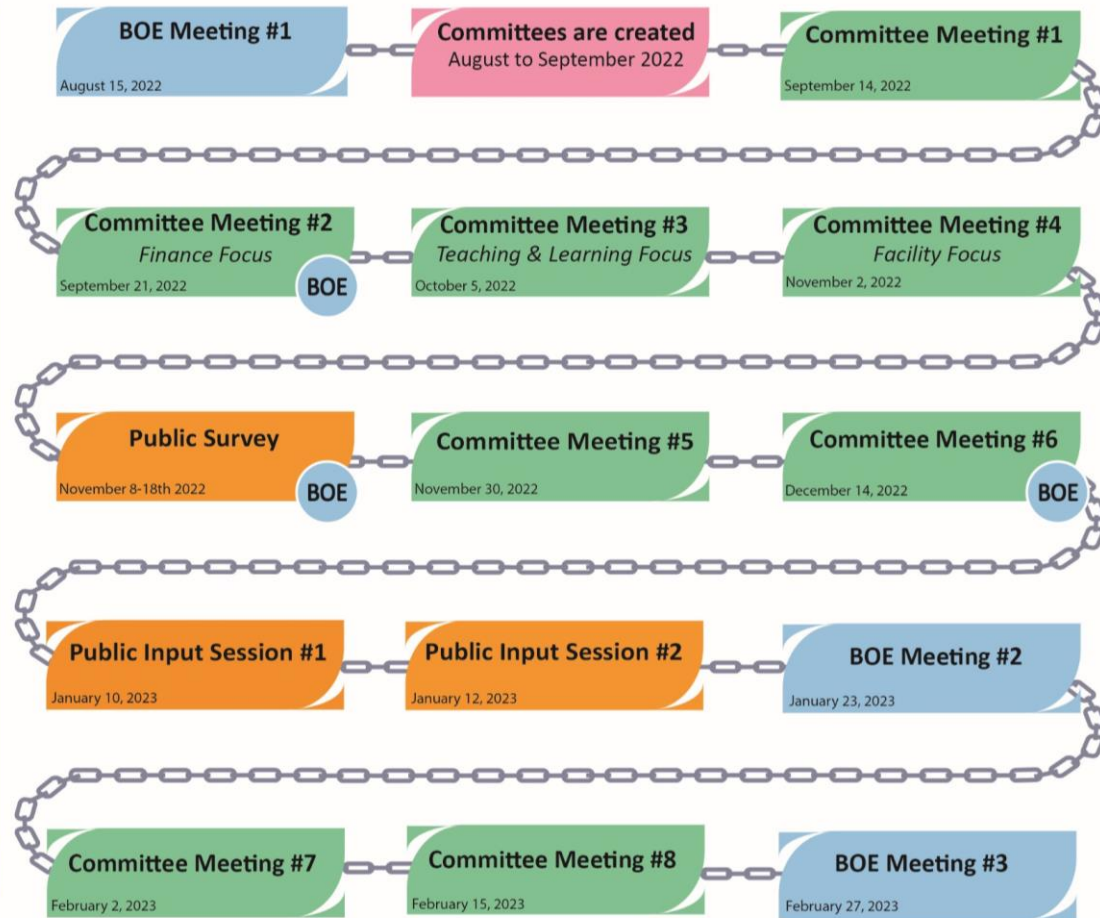 BOE Meeting #1
August 15, 2022
Committees are created
August to September 2022
Committee Meeting #1
September 14, 2022
Committee Meeting #2
Finance Focus
September 21, 2022
BOE
Committee Meeting #3
Teaching & Learning Focus
October 5, 2022
Committee Meeting #4
Facility Focus
November 2, 2022
Public Survey
November 8-18th 2022
BOE
Committee Meeting #5
November 30, 2022
Committee Meeting #6
December 14, 2022
BOE
Public Input Session #1
January 10, 2023
Public Input Session #2
January 12, 2023
BOE Meeting #2
January 23, 2023
Committee Meeting #7
February 2, 2023
Committee Meeting #8
February 15, 2023
BOE Meeting #3
February 27, 2023